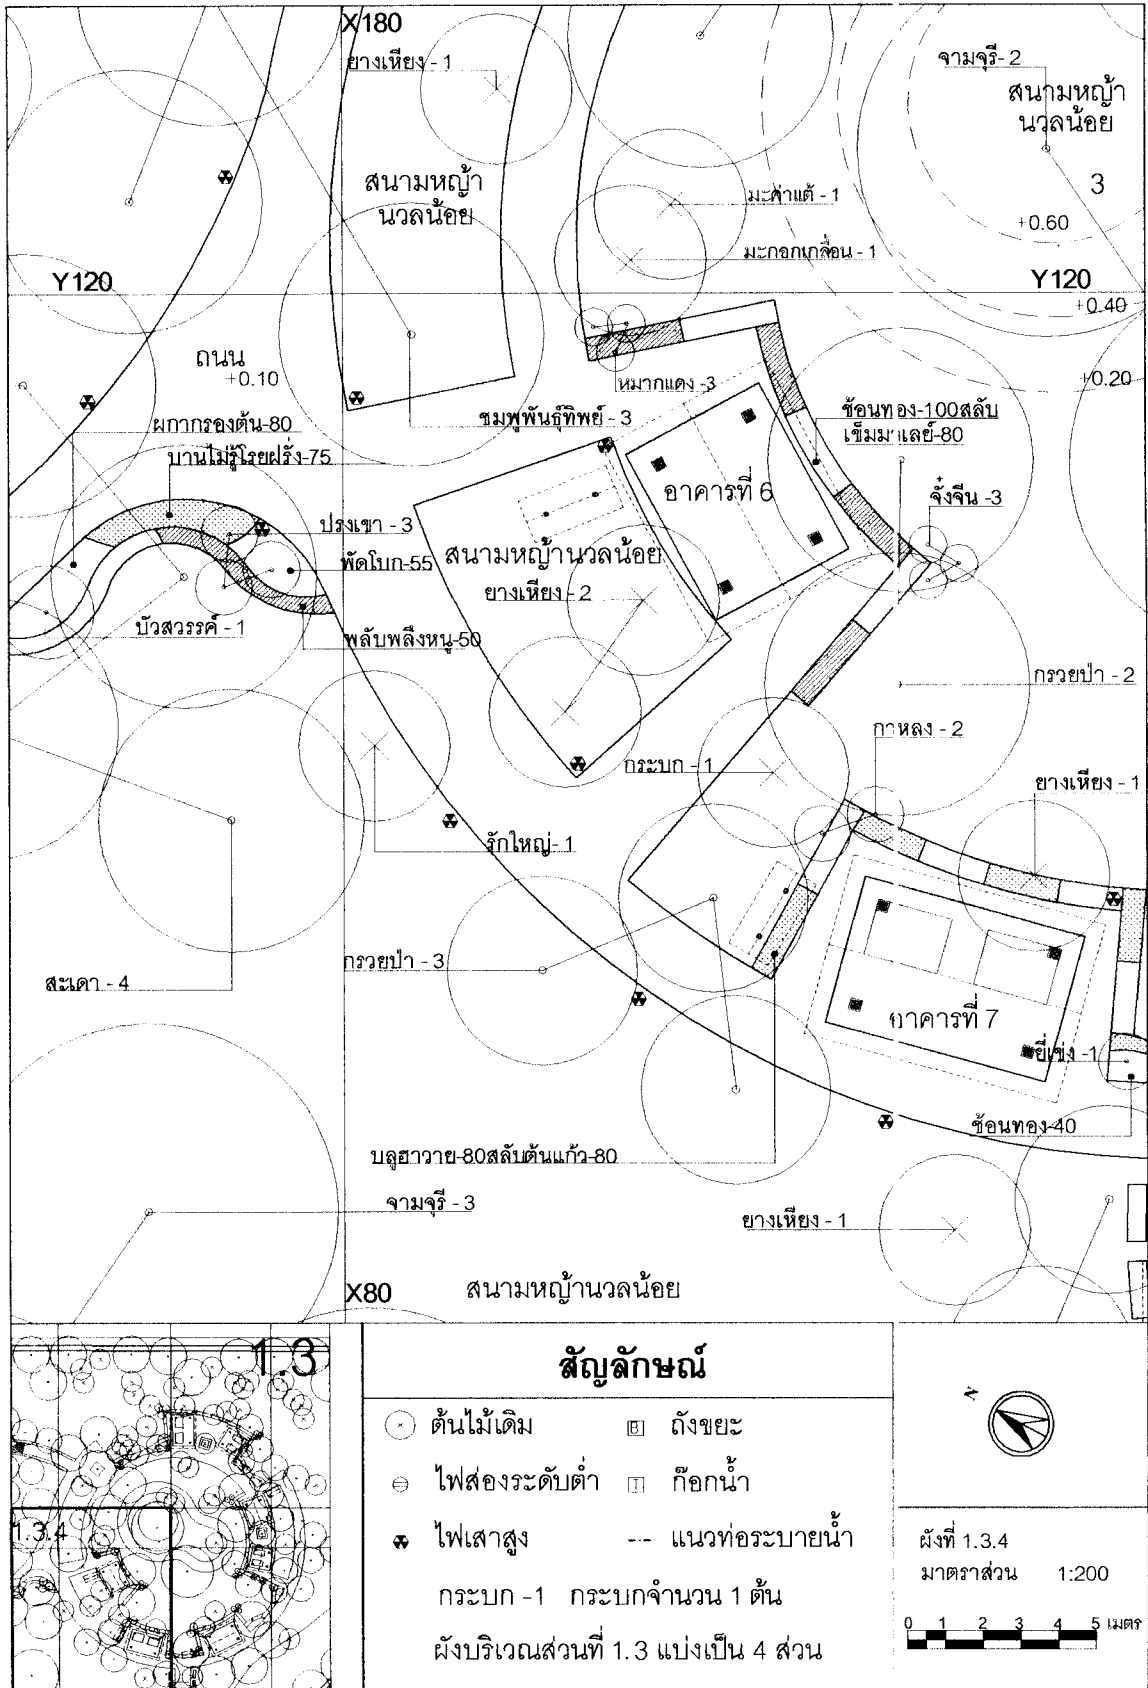 X180
ยางเหียง - 1
จามจุรี- 2
สนามหญ้า
นวลน้อย
สนามหญ้า
นวลน้อย
3
มะค่าแต้ - 1
+0.60
มะกอกเกลื้อน - 1
Y120
Y120
+0.40
ถนน
+0.10
+0.20
หมากแดง -3
ชมพูพันธุ์ทิพย์ - 3
ผกากรองต้น-80
บานไม่รู้โรยฝรั่ง-75
ซ้อนทอง-100สลับ
เข็มมาเลย์-80
อาคารที่ 6
จั๋งจีน -3
ปรงเขา - 3
สนามหญ้านวลน้อย
พัดโบก-55
ยางเหียง - 2
บัวสวรรค์ - 1
พลับพลึงหนู-50
กรวยป่า - 2
กาหลง - 2
กระบก - 1
ยางเหียง - 1
รักใหญ่- 1
กรวยป่า - 3
สะเดา - 4
อาคารที่ 7
ยี่เข่ง -1
ซ้อนทอง-40
บลูฮาวาย-80สลับต้นแก้ว-80
จามจุรี - 3
ยางเหียง - 1
X80
สนามหญ้านวลน้อย
1.3
1.3.4
สัญลักษณ์
ต้นไม้เดิม
B ถังขยะ
ไฟส่องระดับต่ำ
T ก๊อกน้ำ
ไฟเสาสูง
--- แนวท่อระบายน้ำ
กระบก -1 กระบกจำนวน 1 ต้น
ผังบริเวณส่วนที่ 1.3 แบ่งเป็น 4 ส่วน
N
ผังที่ 1.3.4
มาตราส่วน 1:200
0 1 2 3 4 5 เมตร